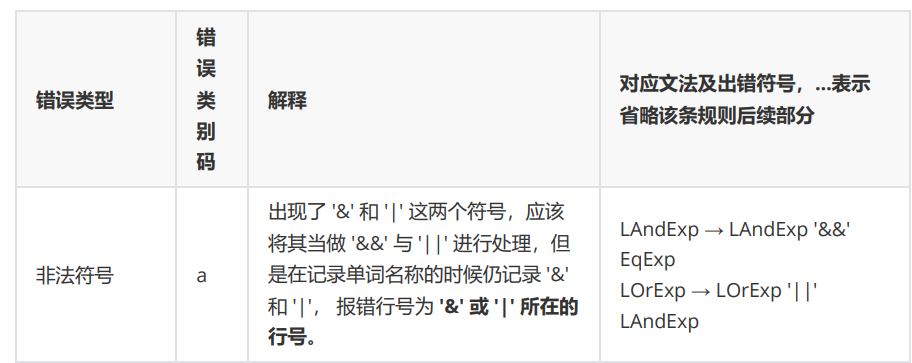 错误类型
错
误
类
别
码
解释
对应文法及出错符号，...表示
省略该条规则后续部分
非法符号
a
出现了 '&' 和 '|' 这两个符号，应该
将其当做 '&&' 与 '||' 进行处理，但
是在记录单词名称的时候仍记录 '&'
和 '|'， 报错行号为 '&' 或 '|' 所在的
行号。
LAndExp → LAndExp '&&'
EqExp
LOrExp → LOrExp '||'
LAndExp